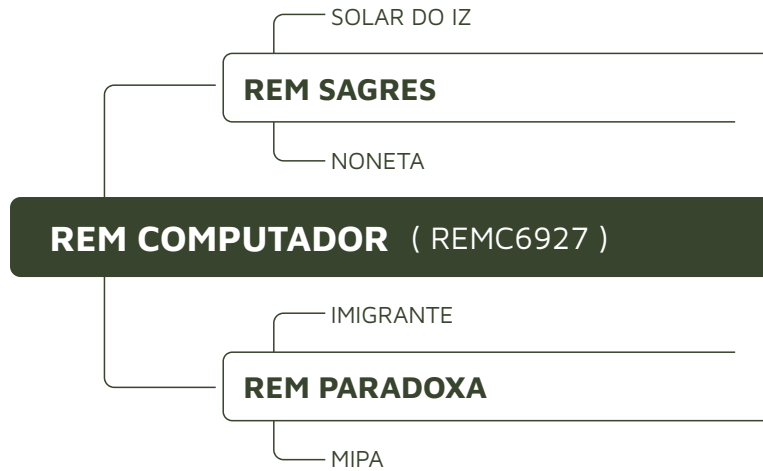 SOLAR DO IZ
REM SAGRES
NONETA
REM COMPUTADOR ( REMC6927 )
IMIGRANTE
REM PARADOXA
MIPA